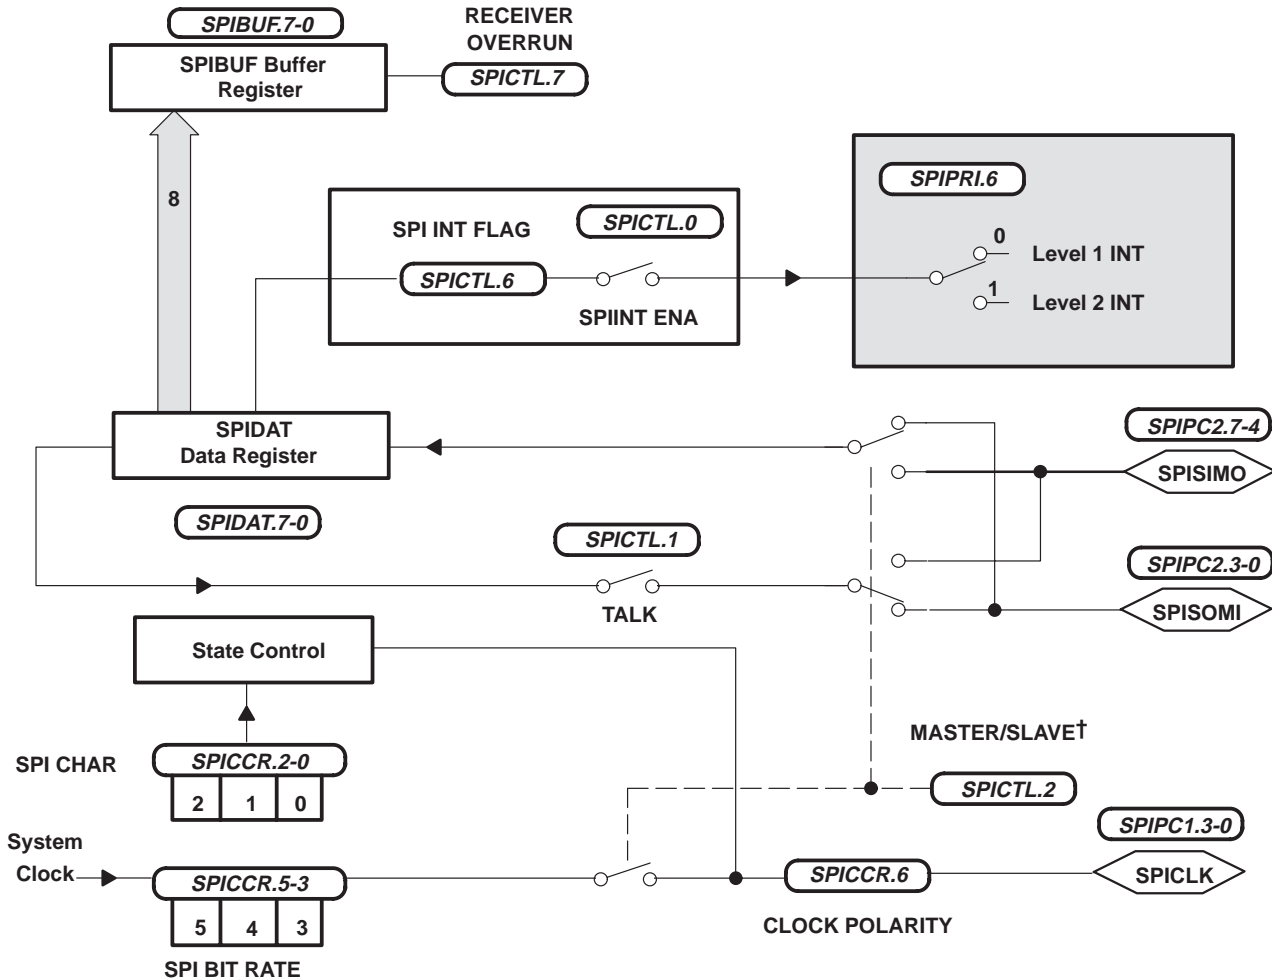 SPIBUF.7-0
RECEIVER
OVERRUN
SPIBUF Buffer
Register
SPICTL.7
8
SPIPRI.6
SPI INT FLAG
SPICTL.0
0
Level 1 INT
SPICTL.6
1
Level 2 INT
SPIINT ENA
SPIDAT
Data Register
SPIPC2.7-4
SPISIMO
SPIDAT.7-0
SPICTL.1
SPIPC2.3-0
TALK
SPISOMI
State Control
MASTER/SLAVE†
SPI CHAR
SPICCR.2-0
2 1 0
SPICTL.2
SPIPC1.3-0
System
Clock
SPICCR.5-3
SPICCR.6
SPICLK
5 4 3
CLOCK POLARITY
SPI BIT RATE